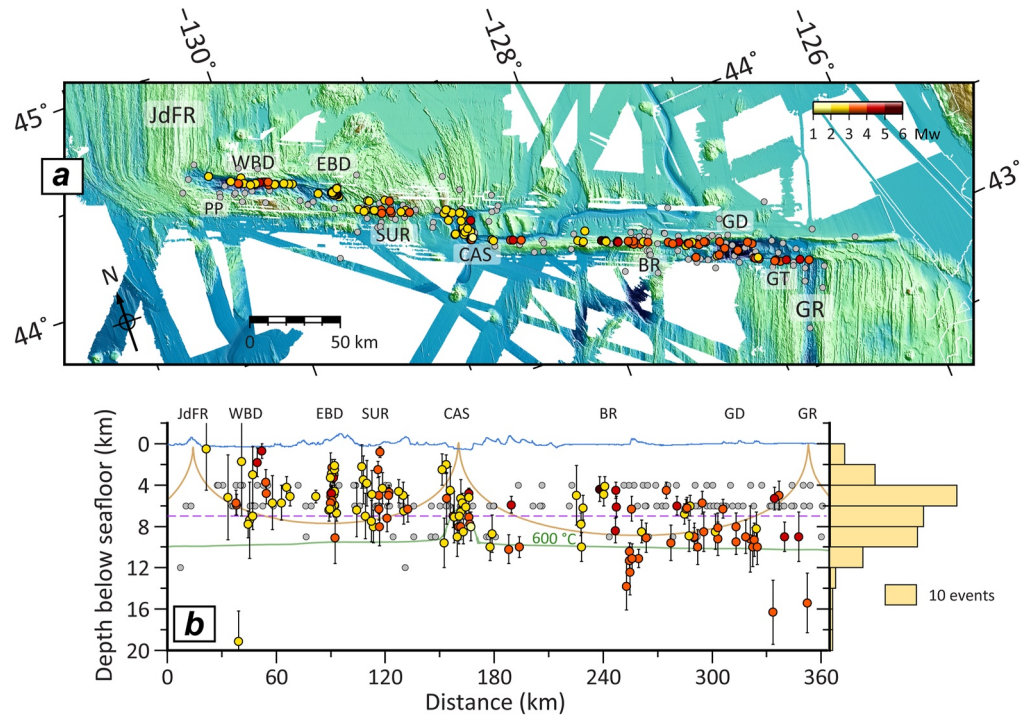 −130°
−128°
44°
−126°
45°
JdFR
1 2 3 4 5 6 Mw
a
WBD
EBD
43°
PP
SUR
GD
CAS
BR
GT
GR
N
44°
0 50 km
JdFR WBD EBD SUR CAS BR GD GR
Depth below seafloor (km)
0
4
8
600 °C
12
16
10 events
b
20
0 60 120 180 240 300 360
Distance (km)